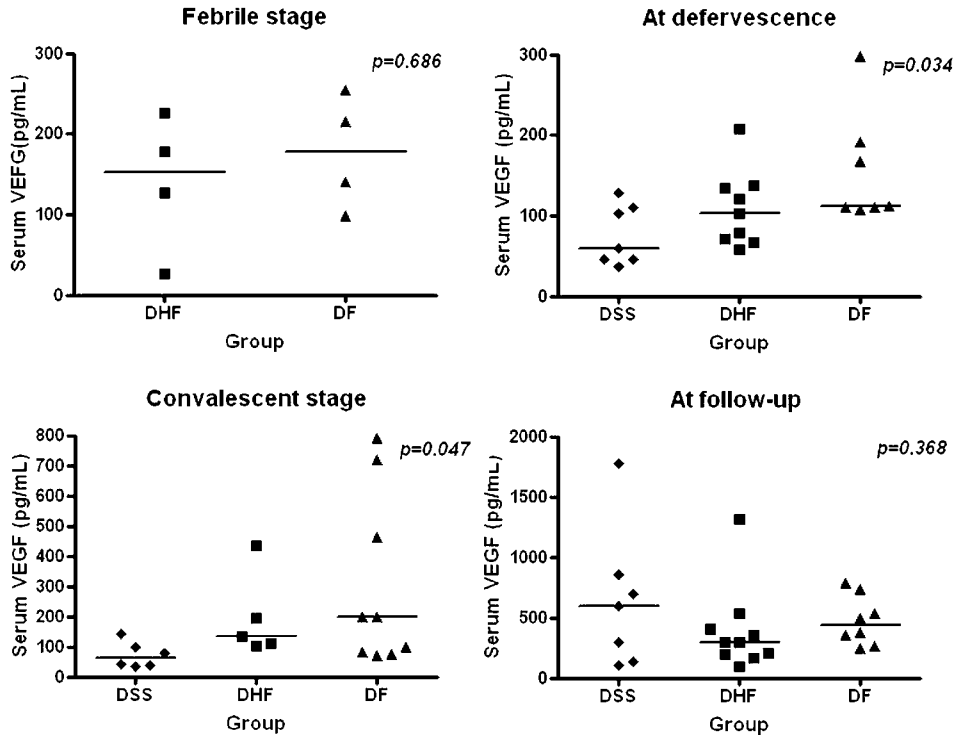 Febrile stage
p=0.686
Serum VEFG(pg/mL)
300
200
100
0
DHF DF
Group
At defervescence
p=0.034
Serum VEGF (pg/mL)
300
200
100
0
DSS DHF DF
Group
Convalescent stage
p=0.047
Serum VEGF (pg/mL)
800
700
600
500
400
300
200
100
0
DSS DHF DF
Group
At follow-up
p=0.368
Serum VEGF (pg/mL)
2000
1500
1000
500
0
DSS DHF DF
Group